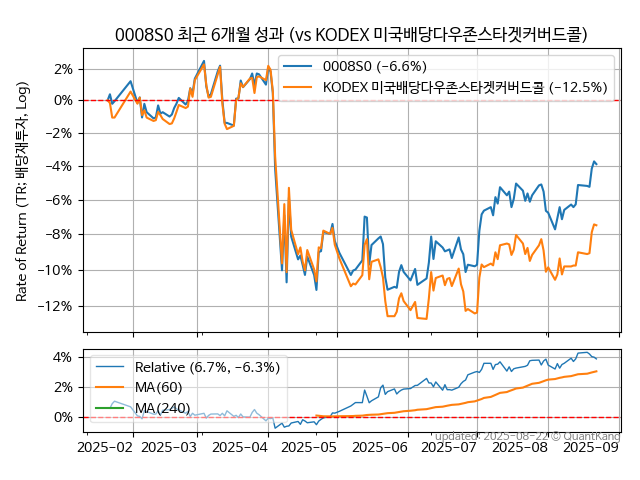 0008S0 최근 6개월 성과 (vs KODEX 미국배당다우존스타겟커버드콜)
Rate of Return (TR; 배당재투자, Log)
2%
0%
−2%
−4%
−6%
−8%
−10%
−12%
0008S0 (−6.6%)
KODEX 미국배당다우존스타겟커버드콜 (−12.5%)
4%
2%
0%
Relative (6.7%, −6.3%)
MA(60)
MA(240)
2025−02 2025−03 2025−04 2025−05 2025−06 2025−07 2025−08 2025−09
updated: 2025-08-22 © QuantKang